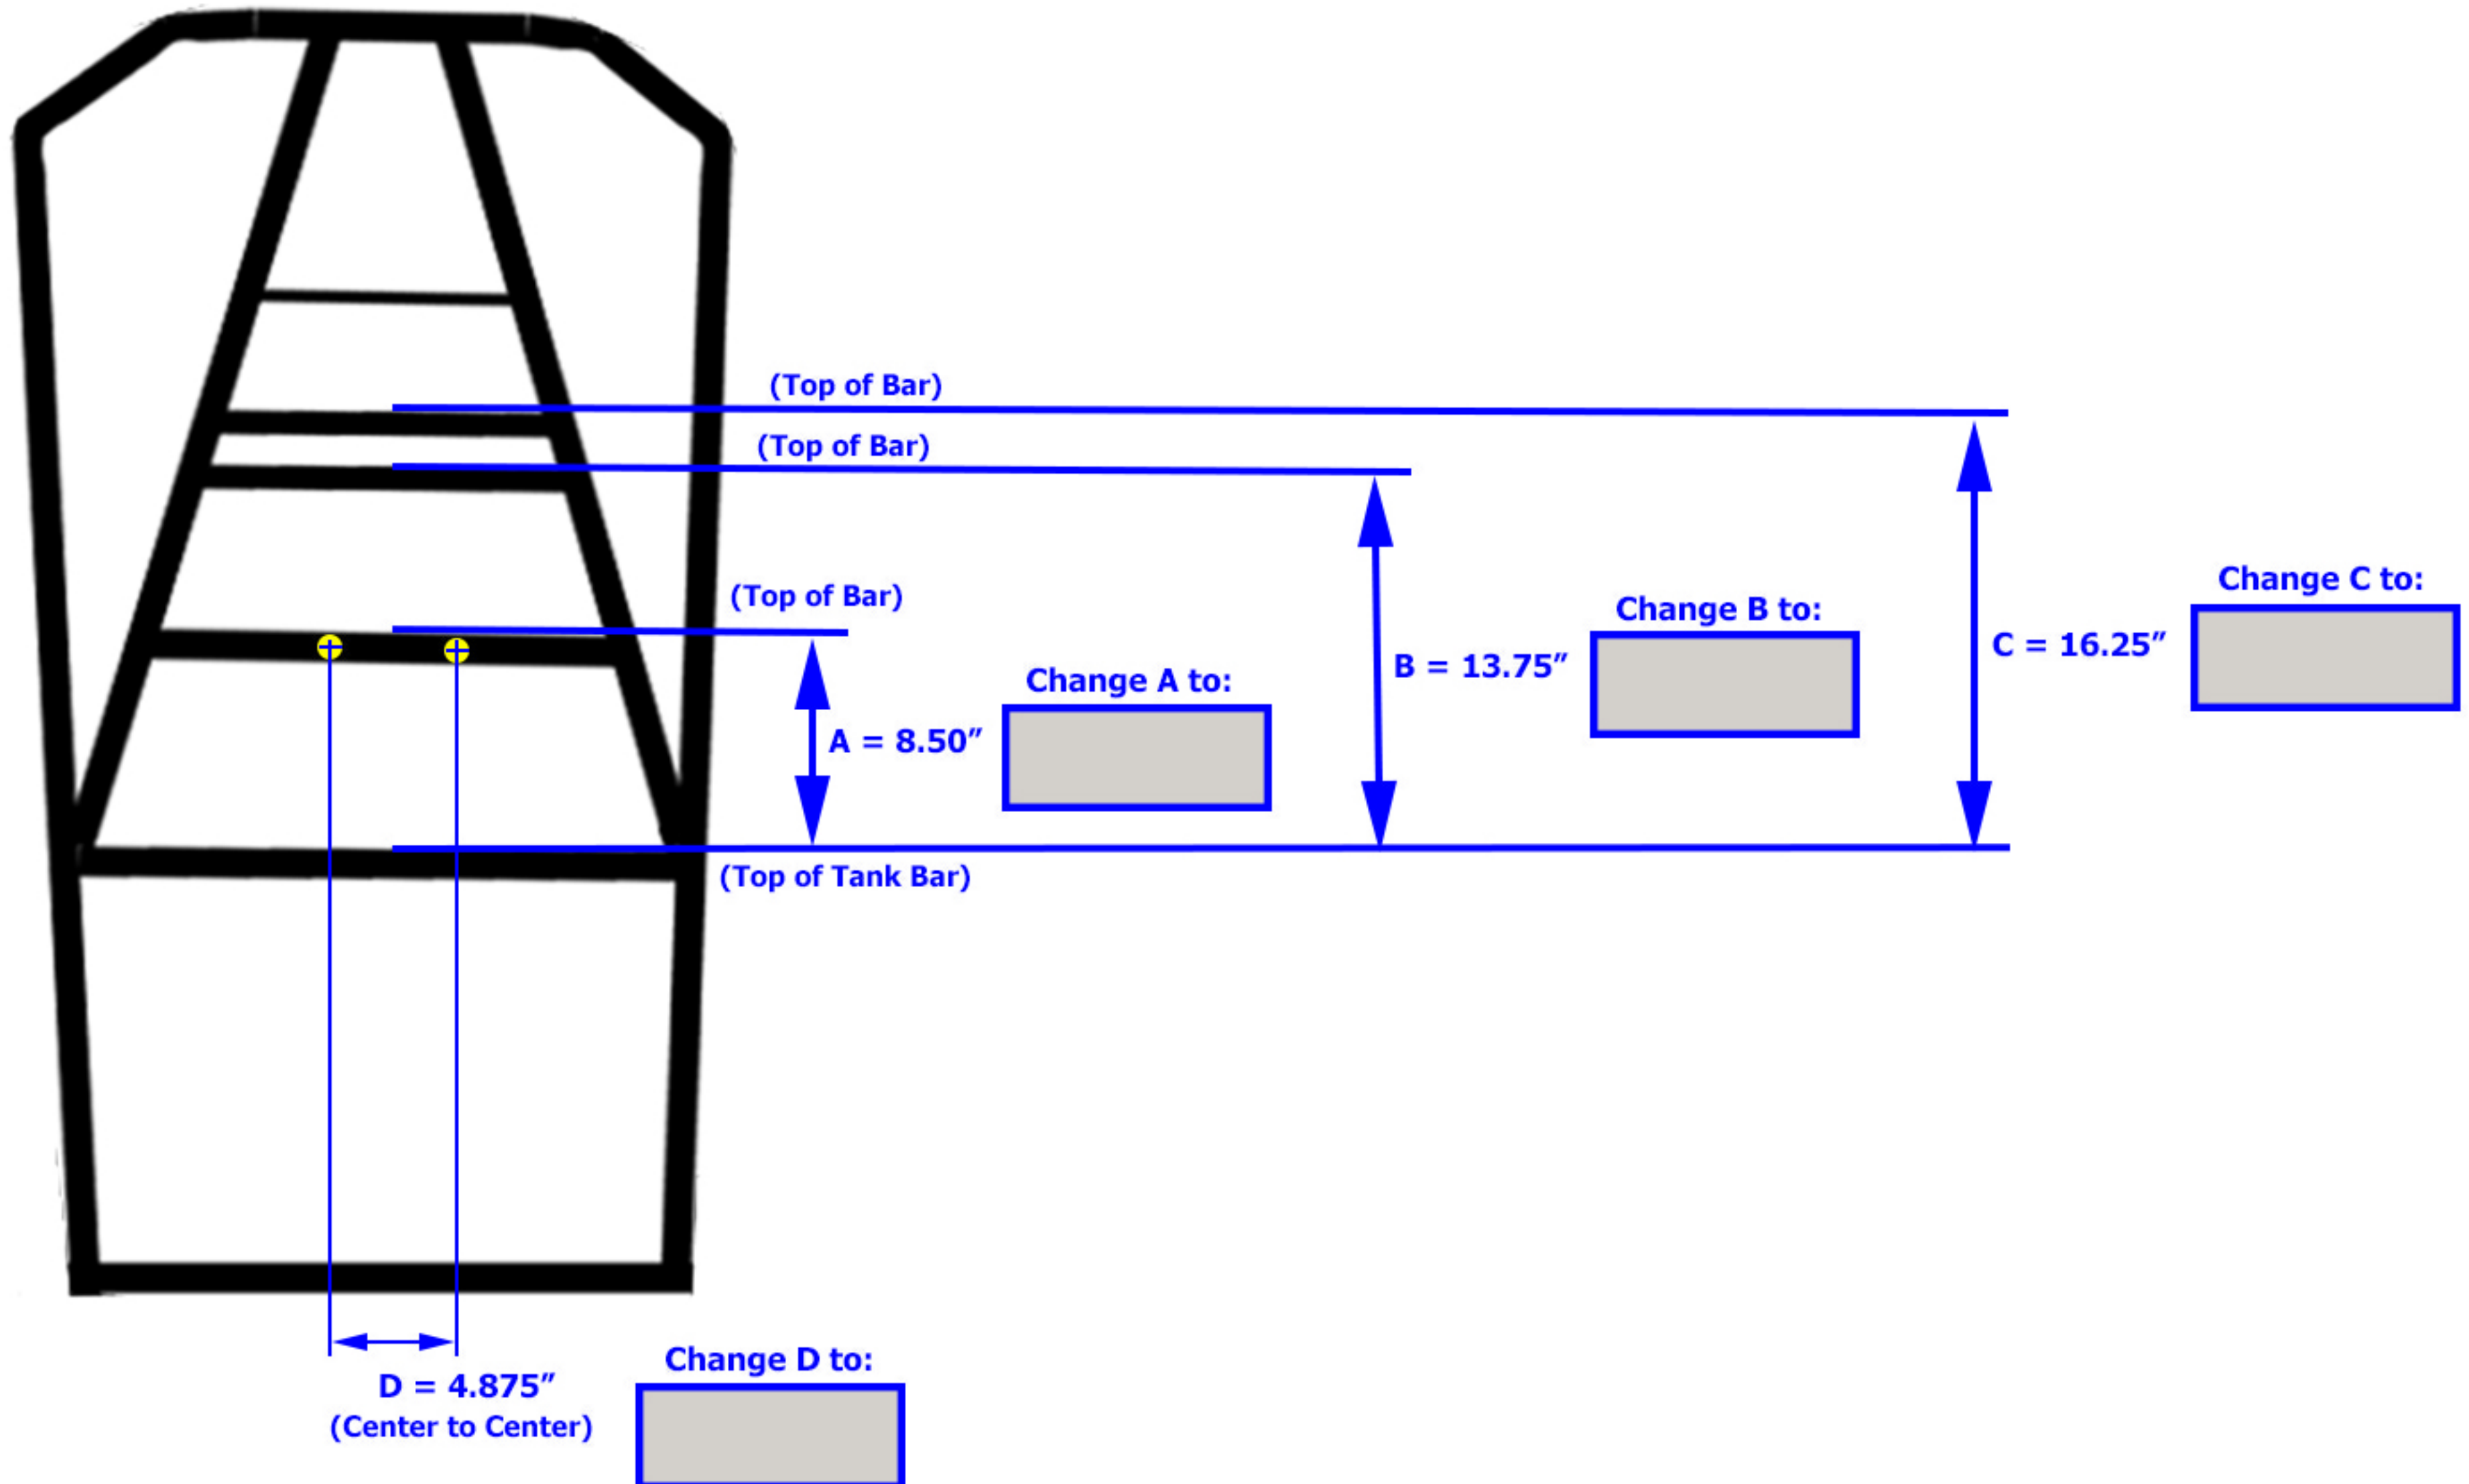 (Top of Bar)
(Top of Bar)
(Top of Bar)
Change C to:
Change B to:
C = 16.25″
B = 13.75″
Change A to:
A = 8.50″
(Top of Tank Bar)
Change D to:
D = 4.875″
(Center to Center)